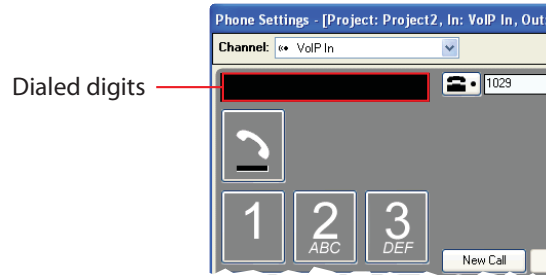 Phone Settings - [Project: Project2, In: VoIP In, Out
Channel: VoIP In
Dialed digits
1029
1 2 3
ABC DEF
New Call